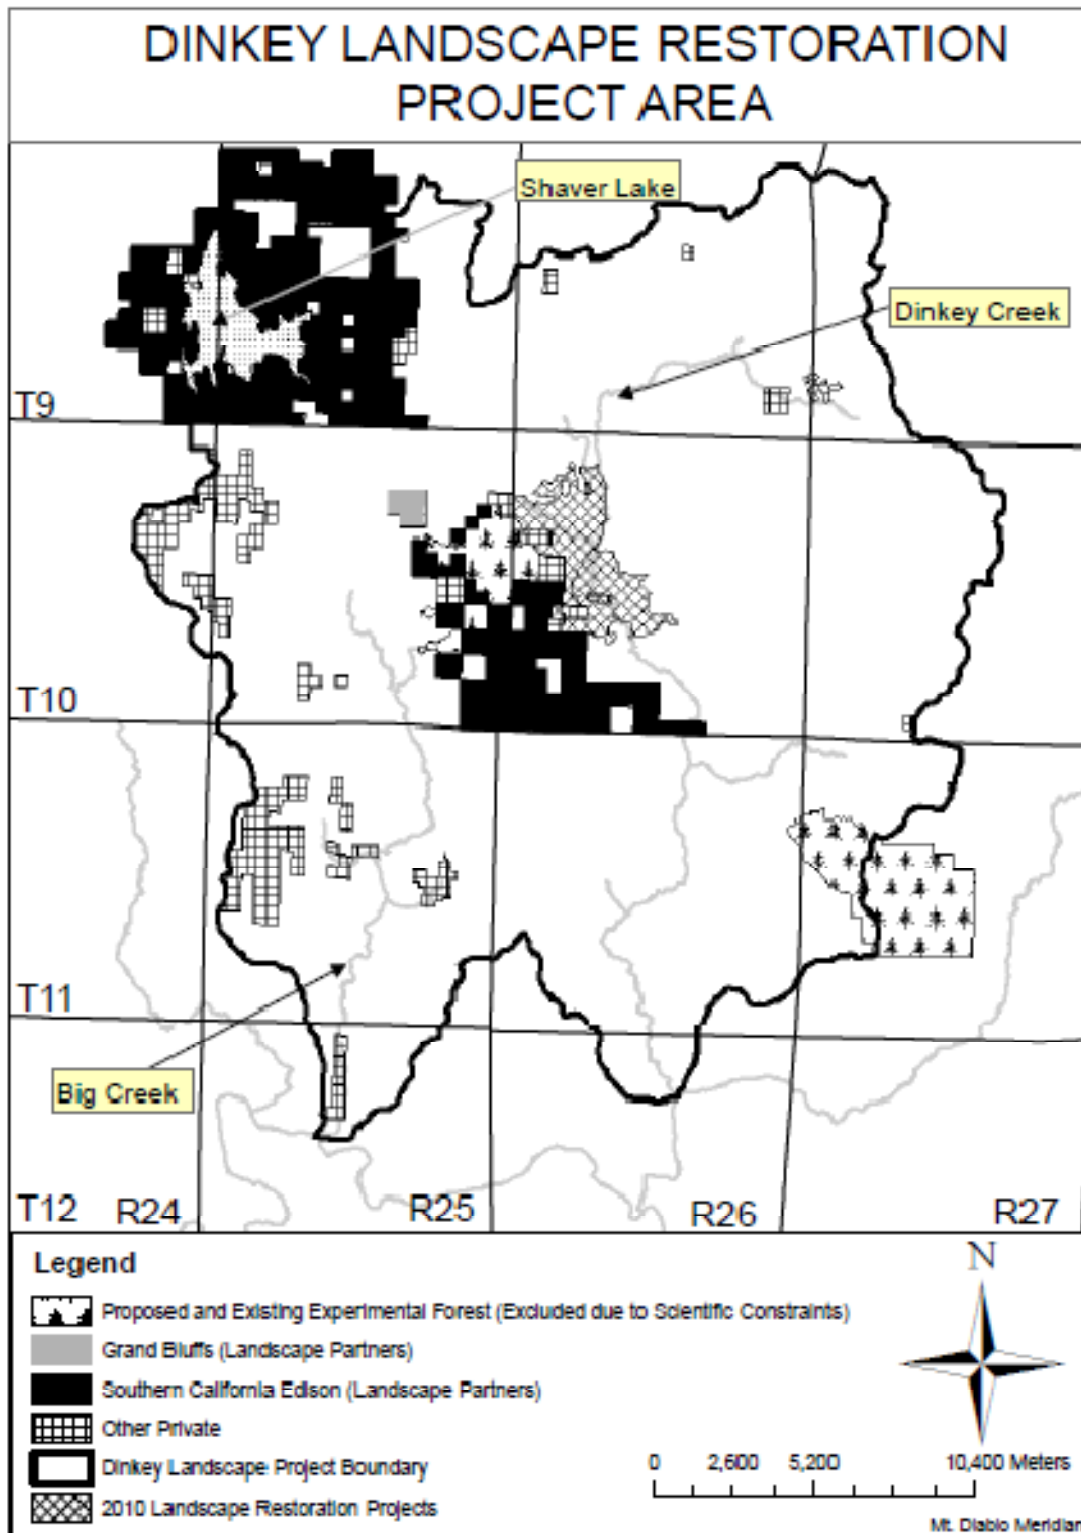 DINKEY LANDSCAPE RESTORATION
PROJECT AREA
Shaver Lake
Dinkey Creek
T9
T10
T11
Big Creek
T12
R24
R25
R26
R27
Legend
N
Proposed and Existing Experimental Forest (Excluded due to Scientific Constraints)
Grand Bluffs (Landscape Partners)
Southern California Edison (Landscape Partners)
Other Private
Dinkey Landscape Project Boundary
2010 Landscape Restoration Projects
0 2,600 5,200 10,400 Meters
Mt. Diablo Meridian